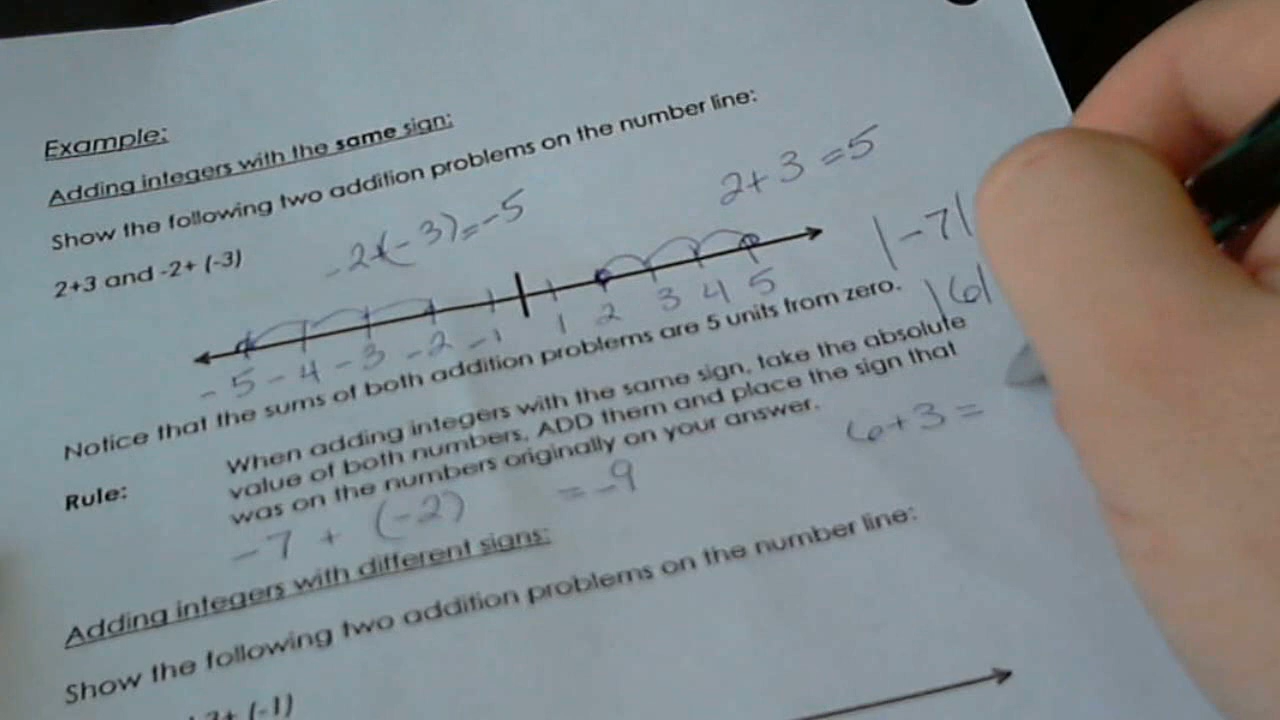 Example:
Adding integers with the same sign:
Show the following two addition problems on the number line:
2+3 and -2+ (-3)
-2+(-3)=-5
2+3=5
-5 -4 -3 -2 -1 1 2 3 4 5
|-7|
|6|
Notice that the sums of both addition problems are 5 units from zero.
Rule:
When adding integers with the same sign, take the absolute
value of both numbers, ADD them and place the sign that
was on the numbers originally on your answer.
6+3=
-7 + (-2) = -9
Adding integers with different signs:
Show the following two addition problems on the number line:
+ (-1)